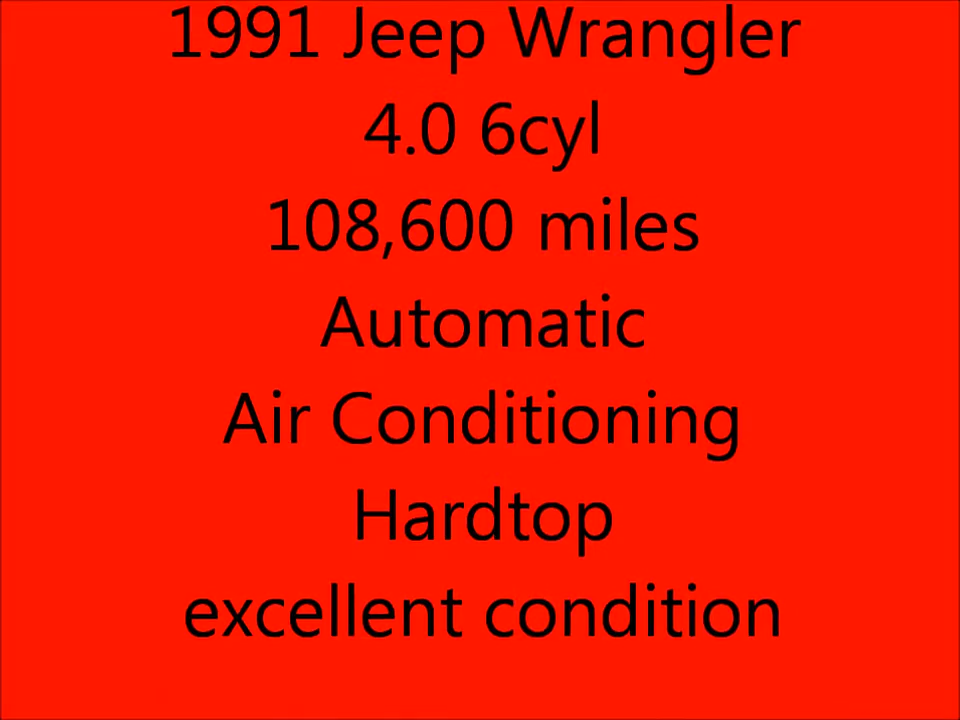 1991 Jeep Wrangler
4.0 6cyl
108,600 miles
Automatic
Air Conditioning
Hardtop
excellent condition